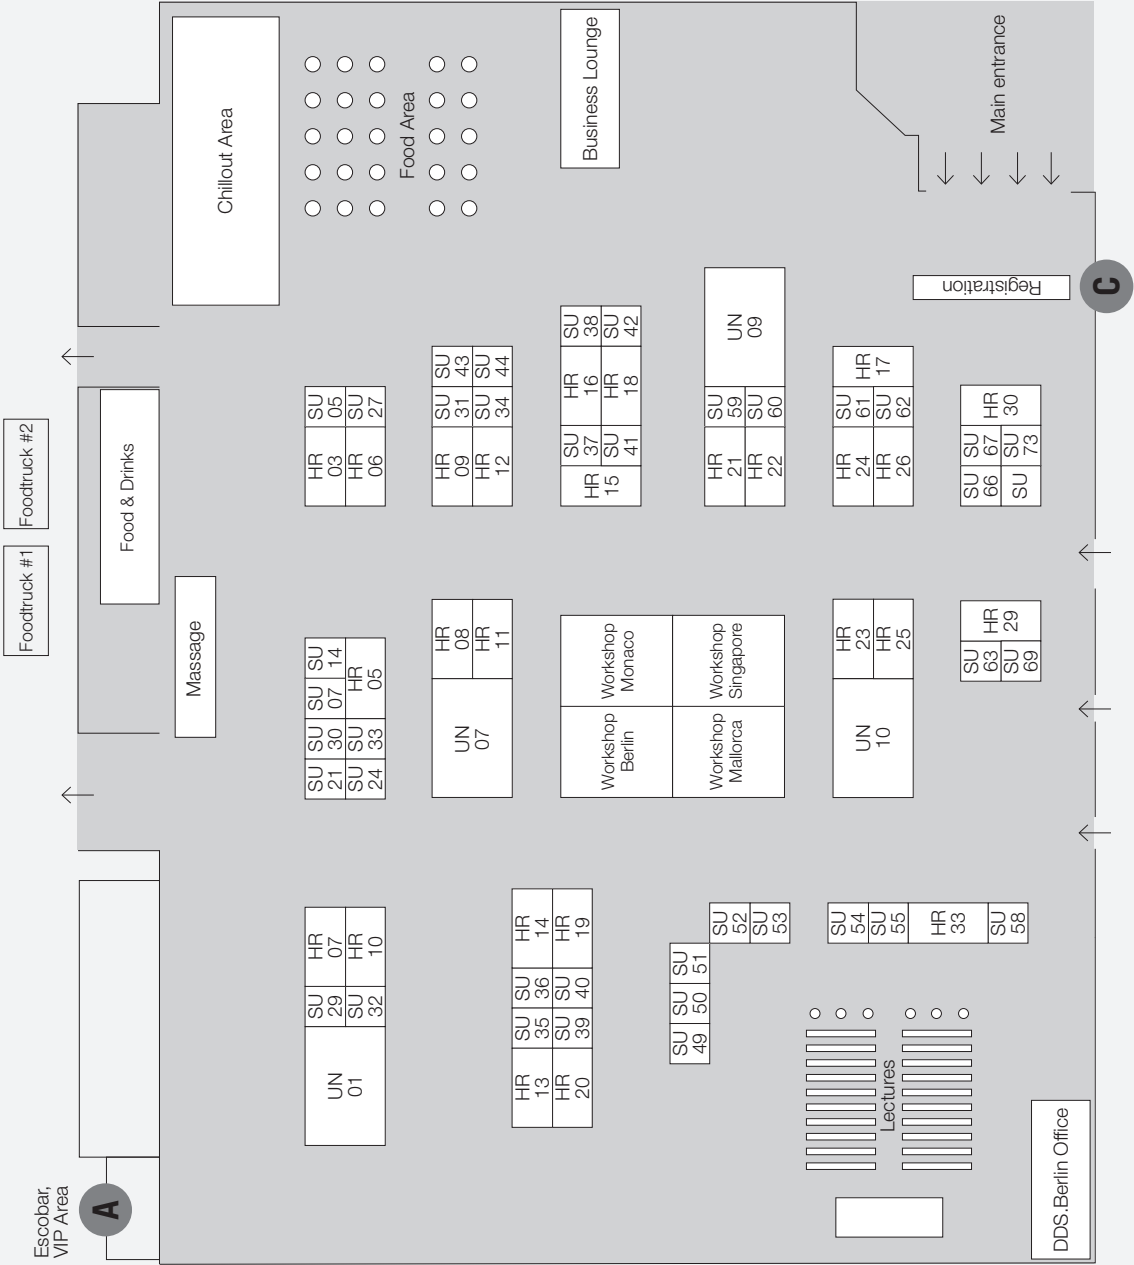 Main entrance
Business Lounge
Food Area
Chillout Area
Registration
C
UN
09
SU
38
SU
42
HR
16
HR
18
SU
37
SU
41
HR
15
SU
43
SU
44
SU
31
SU
34
HR
09
HR
12
SU
05
SU
27
HR
03
HR
06
SU
59
SU
60
HR
21
HR
22
HR
17
SU
61
SU
62
HR
24
HR
26
HR
30
SU
67
SU
73
SU
66
SU
Foodtruck #2
Foodtruck #1
Food & Drinks
Massage
SU
14
SU
07
HR
05
SU
30
SU
33
SU
21
SU
24
HR
08
HR
11
UN
07
Workshop
Monaco
Workshop
Singapore
Workshop
Berlin
Workshop
Mallorca
HR
23
HR
25
UN
10
HR
29
SU
63
SU
69
HR
07
HR
10
SU
29
SU
32
UN
01
HR
14
HR
19
SU
36
SU
40
SU
35
SU
39
HR
13
HR
20
SU
52
SU
53
SU
51
SU
50
SU
49
SU
54
SU
55
HR
33
SU
58
Lectures
DDS.Berlin Office
Escobar,
VIP Area
A